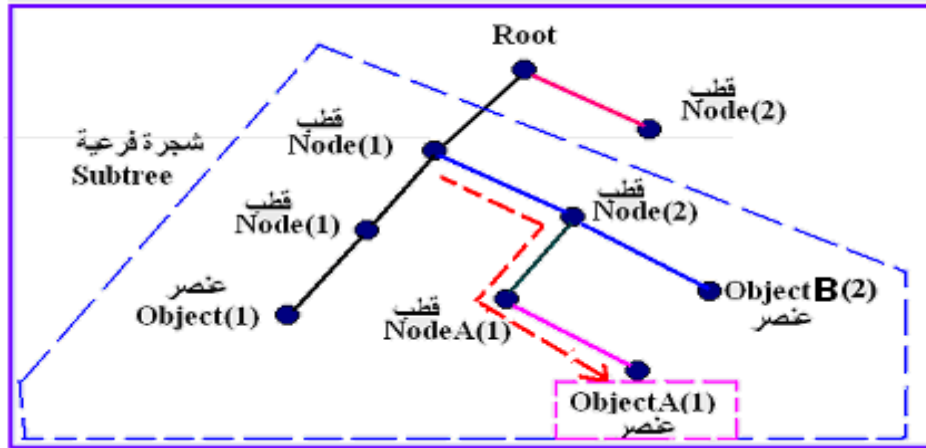 Root
قطب
Node(2)
قطب
Node(1)
شجرة فرعية
Subtree
قطب
Node(1)
قطب
Node(2)
عنصر
Object(1)
قطب
NodeA(1)
ObjectB(2)
عنصر
ObjectA(1)
عنصر